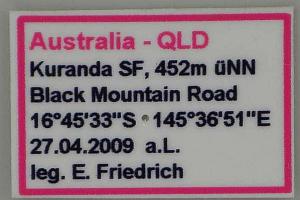 Australia - QLD
Kuranda SF, 452m üNN
Black Mountain Road
16°45'33"S 145°36'51"E
27.04.2009 a.L.
leg. E. Friedrich